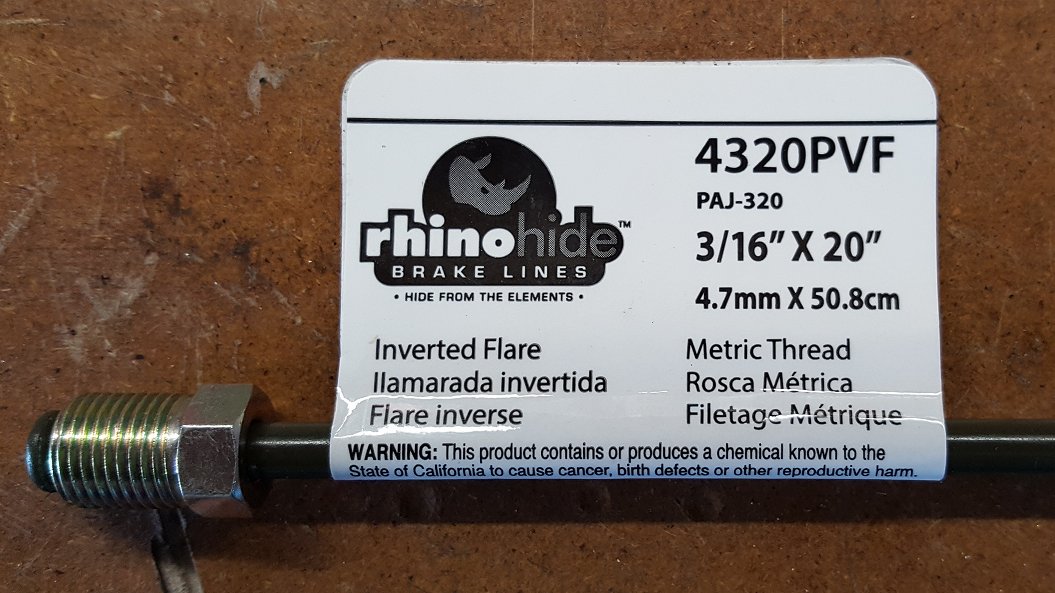 rhinohide™
BRAKE LINES
• HIDE FROM THE ELEMENTS •
4320PVF
PAJ-320
3/16” X 20”
4.7mm X 50.8cm
Inverted Flare
llamarada invertida
Flare inverse
Metric Thread
Rosca Métrica
Filetage Métrique
WARNING: This product contains or produces a chemical known to the
State of California to cause cancer, birth defects or other reproductive harm.